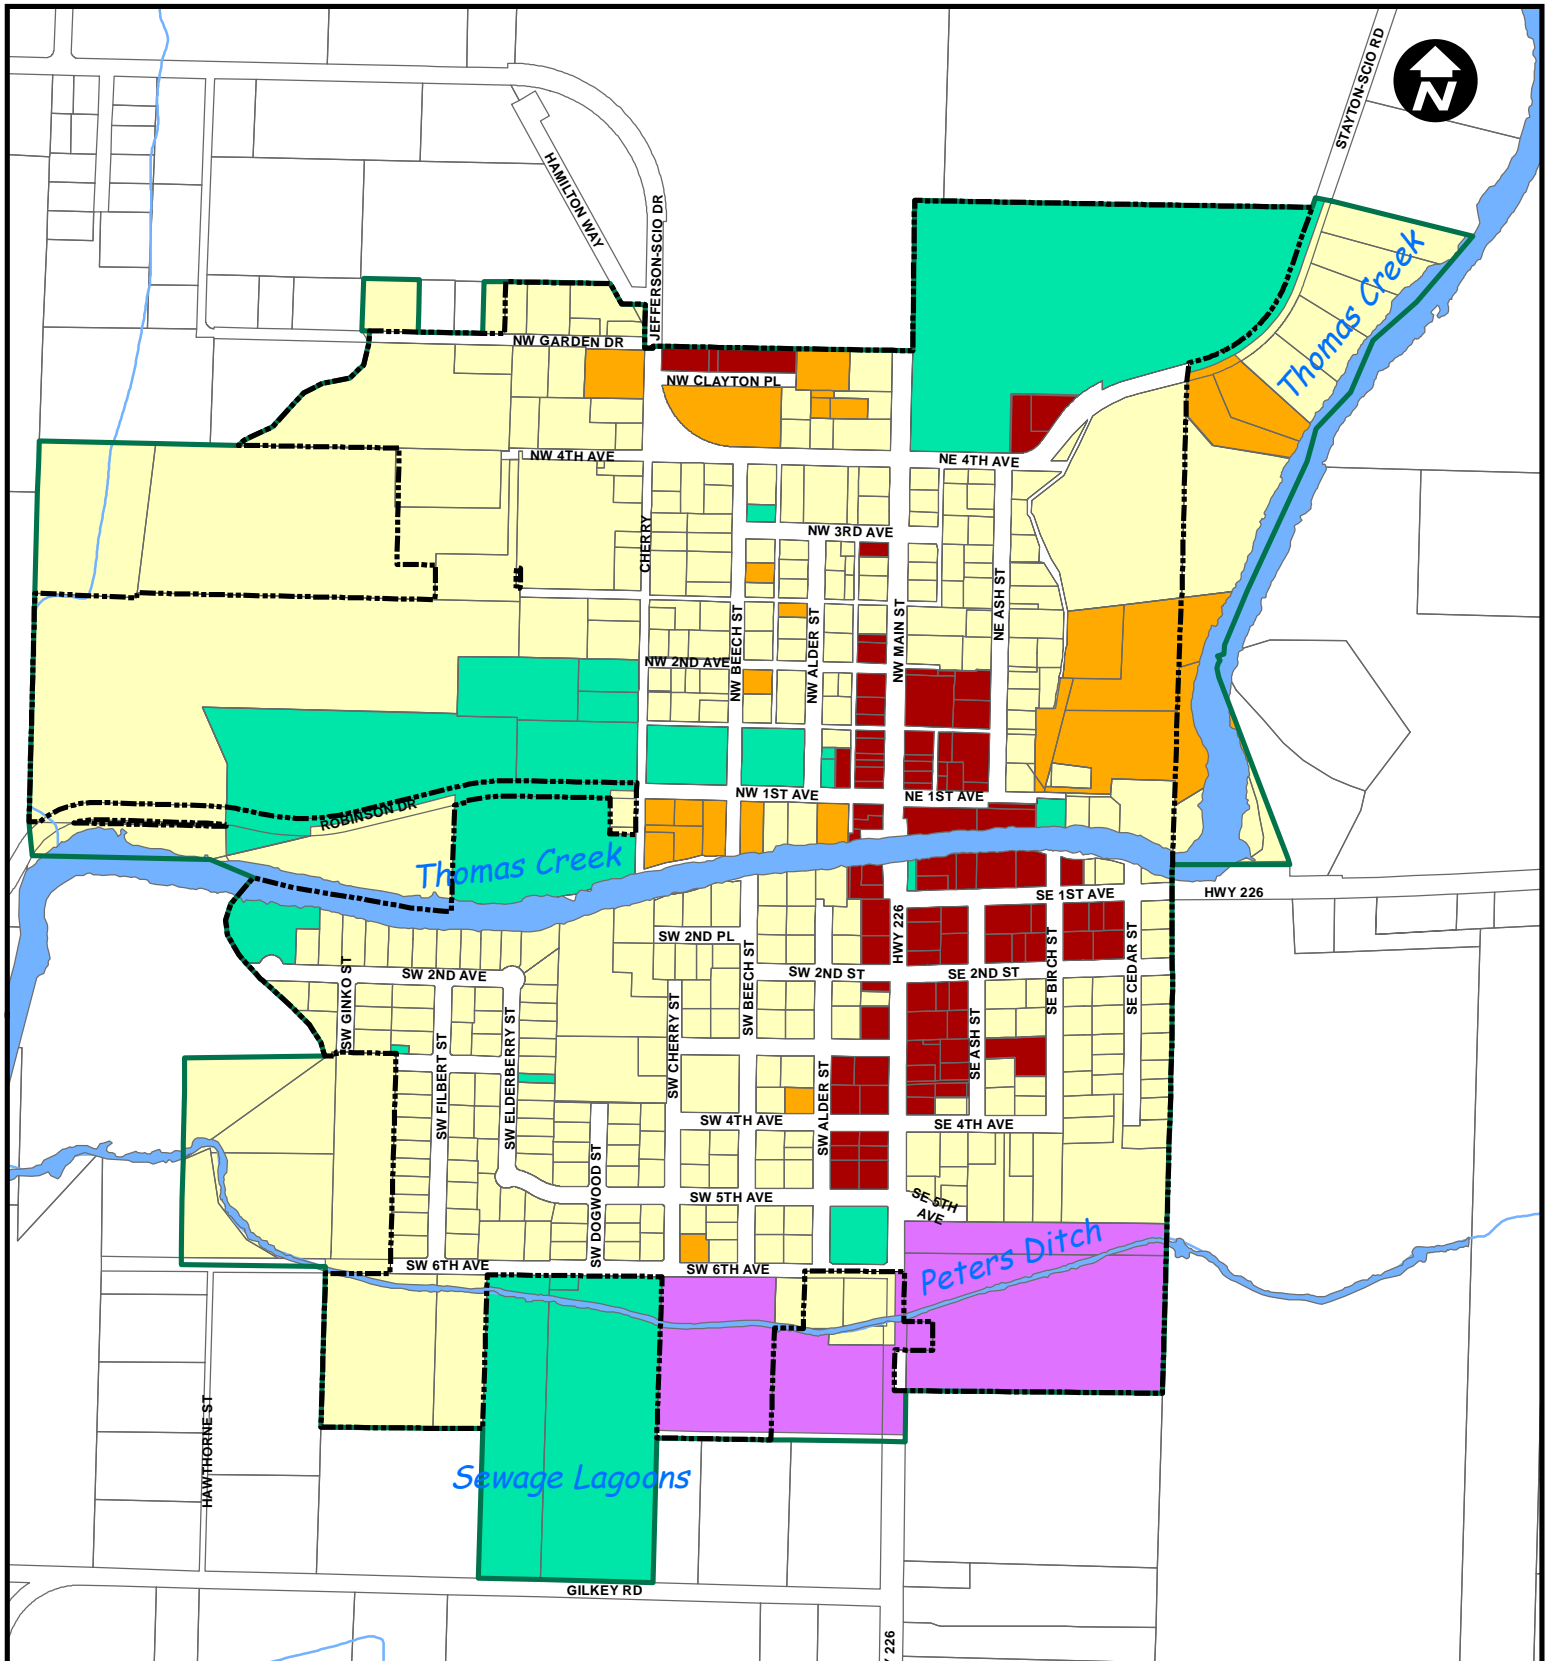 STAYTON-SCIO RD
N
HAMILTON WAY
JEFFERSON-SCIO DR
Thomas Creek
NW GARDEN DR
NW CLAYTON PL
NW 4TH AVE
NE 4TH AVE
CHERRY
NW 3RD AVE
NE ASH ST
NW BEECH ST
NW ALDER ST
NW MAIN ST
NW 2ND AVE
NW 1ST AVE
NE 1ST AVE
ROBINSON DR
Thomas Creek
SE 1ST AVE
HWY 226
HWY 226
SW 2ND PL
SW 2ND AVE
SW 2ND ST
SE 2ND ST
SW GINKO ST
SW BEECH ST
SE BIRCH ST
SE CEDAR ST
SW FILBERT ST
SW ELDERBERRY ST
SW CHERRY ST
SE ASH ST
SW ALDER ST
SW 4TH AVE
SE 4TH AVE
SW DOGWOOD ST
SW 5TH AVE
SE 5TH
AVE
Peters Ditch
SW 6TH AVE
SW 6TH AVE
HAWTHORNE ST
Sewage Lagoons
GILKEY RD
226